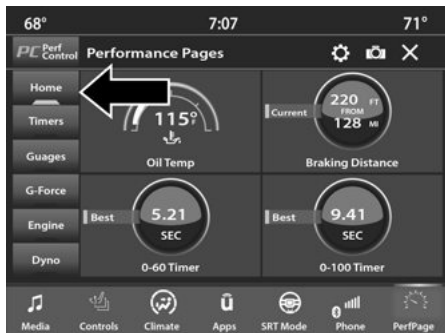 68°
7:07
71°
PC Perf Control
Performance Pages
Home
Timers
Guages
G-Force
Engine
Dyno
115°F
Oil Temp
Current
220 FT
FROM
128 MI
Braking Distance
Best
5.21
SEC
0-60 Timer
Best
9.41
SEC
0-100 Timer
Media
Controls
Climate
ū
Apps
SRT Mode
Phone
PerfPage